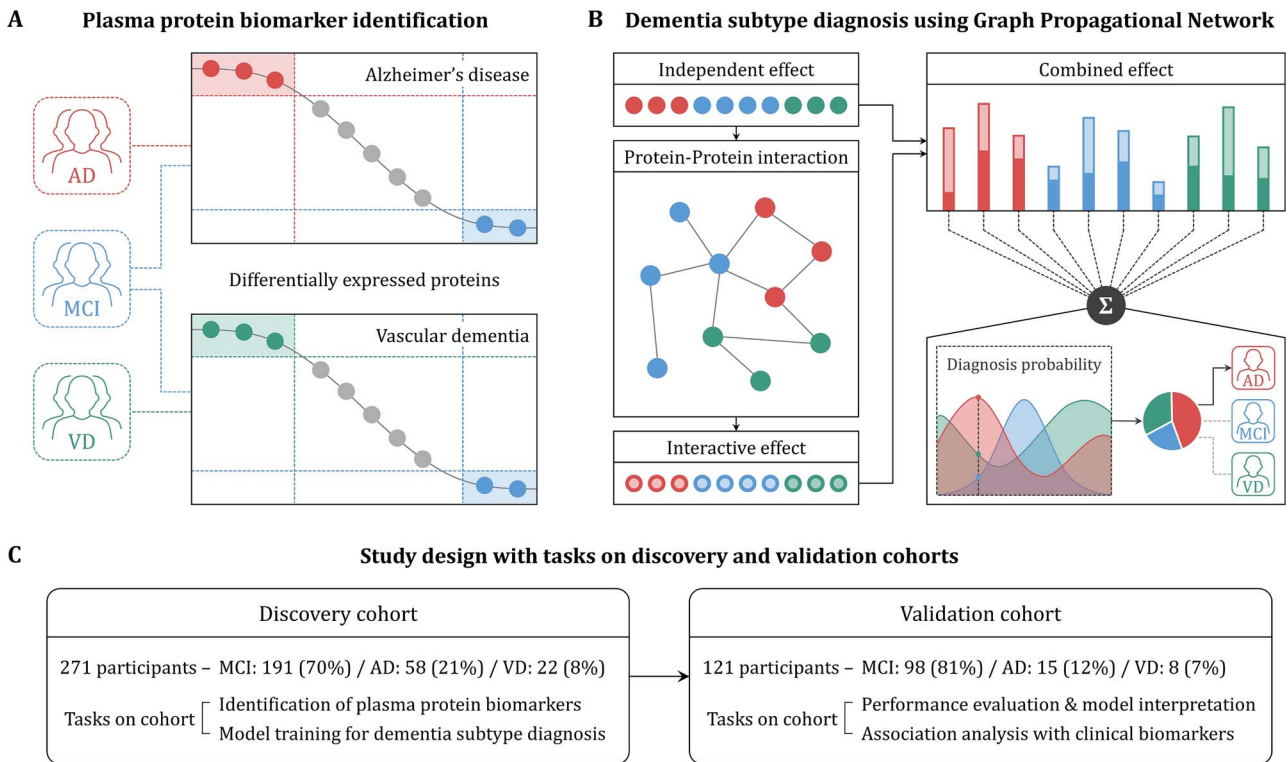 A
Plasma protein biomarker identification
AD
MCI
VD
Alzheimer's disease
Differentially expressed proteins
Vascular dementia
B
Dementia subtype diagnosis using Graph Propagational Network
Independent effect
Protein-Protein interaction
Interactive effect
Combined effect
Σ
Diagnosis probability
AD
MCI
VD
C
Study design with tasks on discovery and validation cohorts
Discovery cohort
271 participants – MCI: 191 (70%) / AD: 58 (21%) / VD: 22 (8%)
Tasks on cohort
Identification of plasma protein biomarkers
Model training for dementia subtype diagnosis
Validation cohort
121 participants – MCI: 98 (81%) / AD: 15 (12%) / VD: 8 (7%)
Tasks on cohort
Performance evaluation & model interpretation
Association analysis with clinical biomarkers